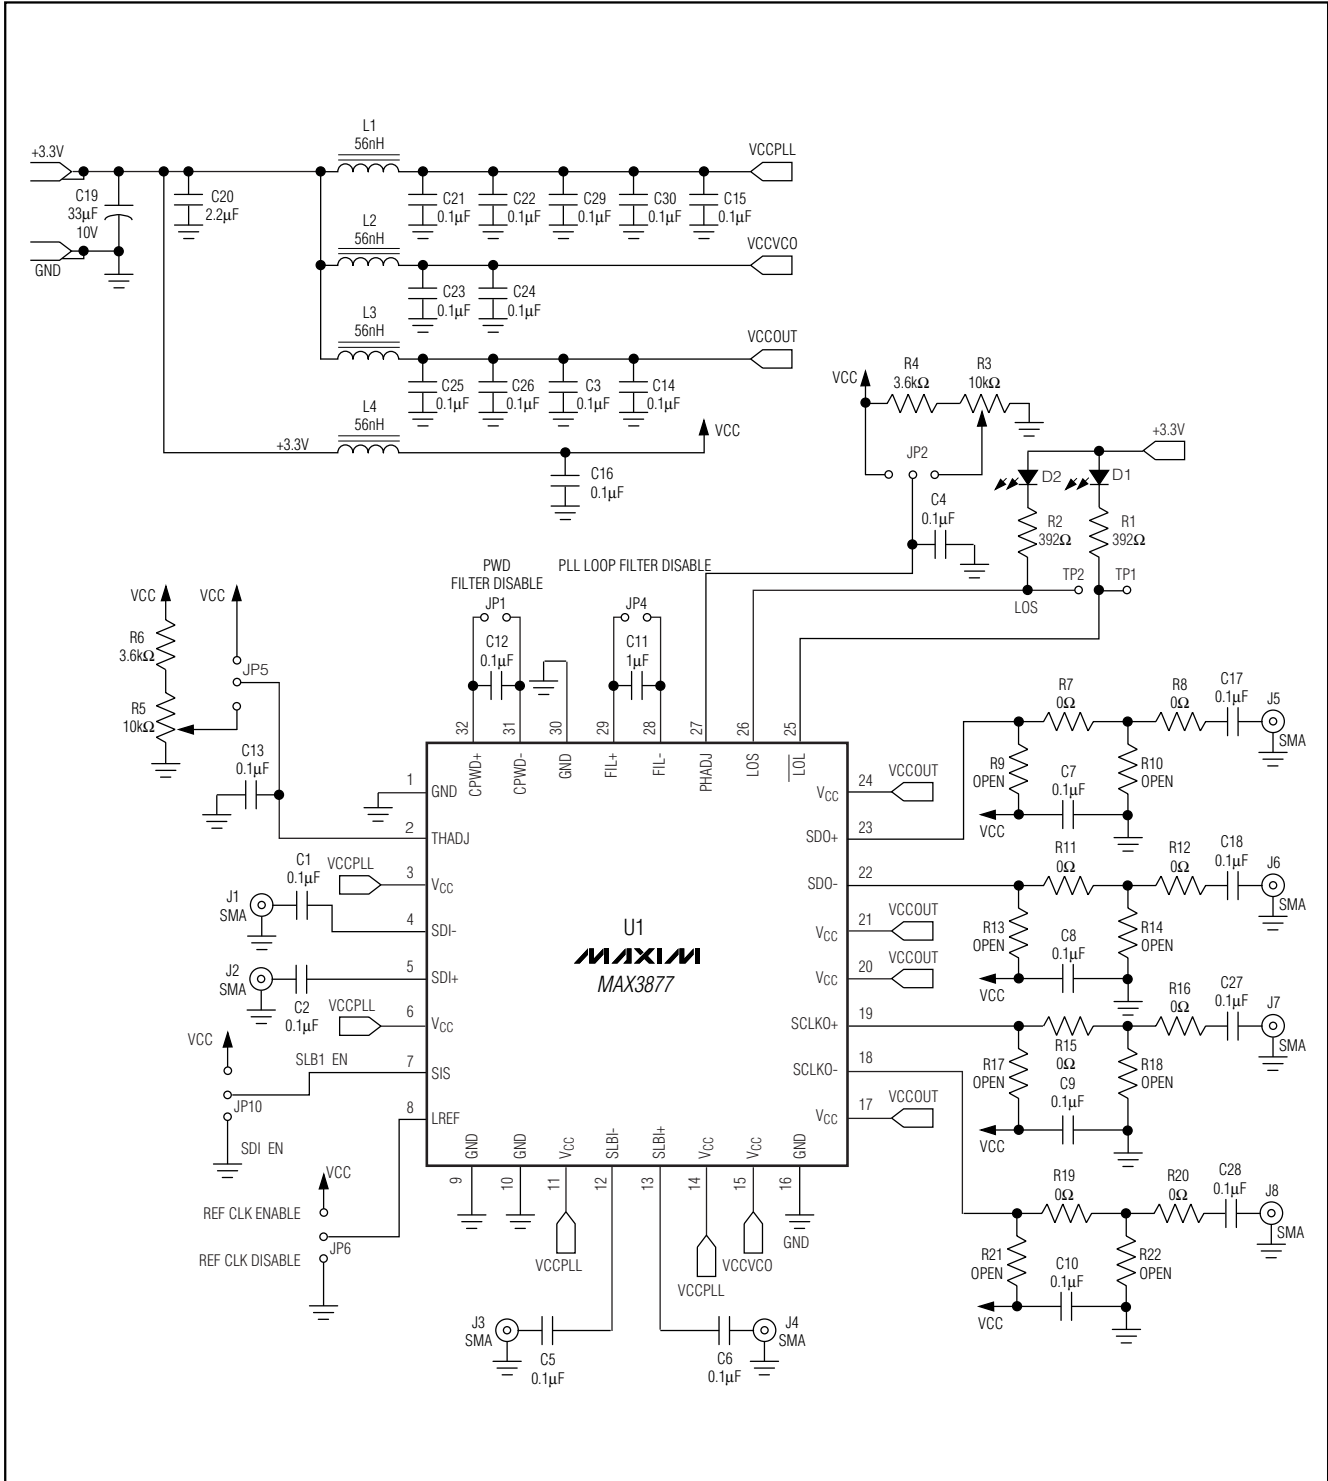 +3.3V
GND
C19
33μF
10V
C20
2.2μF
L1
56nH
C21
0.1μF
C22
0.1μF
C29
0.1μF
C30
0.1μF
C15
0.1μF
VCCPLL
L2
56nH
C23
0.1μF
C24
0.1μF
VCCVCO
L3
56nH
C25
0.1μF
C26
0.1μF
C3
0.1μF
C14
0.1μF
VCCOUT
+3.3V
L4
56nH
C16
0.1μF
VCC
VCC
R4
3.6kΩ
R3
10kΩ
JP2
C4
0.1μF
+3.3V
D2
D1
R2
392Ω
R1
392Ω
TP2
TP1
LOS
PWD
FILTER DISABLE
JP1
C12
0.1μF
PLL LOOP FILTER DISABLE
JP4
C11
1μF
VCC
VCC
R6
3.6kΩ
R5
10kΩ
JP5
C13
0.1μF
32
31
30
29
28
27
26
25
CPWD+
CPWD-
GND
FIL+
FIL-
PHADJ
LOS
LOL
1
GND
2
THADJ
VCCPLL
3
VCC
J1
SMA
C1
0.1μF
4
SDI-
J2
SMA
C2
0.1μF
5
SDI+
VCCPLL
6
VCC
VCC
SLB1 EN
7
SIS
JP10
SDI EN
8
LREF
VCC
REF CLK ENABLE
JP6
REF CLK DISABLE
U1
MAXIM
MAX3877
GND
GND
VCC
SLBI-
SLBI+
VCC
VCC
GND
9
10
11
12
13
14
15
16
VCCPLL
VCCPLL
VCCVCO
GND
J3
SMA
C5
0.1μF
C6
0.1μF
J4
SMA
VCC
24
VCCOUT
SDO+
23
SDO-
22
VCC
21
VCCOUT
VCC
20
VCCOUT
SCLKO+
19
SCLKO-
18
VCC
17
VCCOUT
R7
0Ω
R8
0Ω
C17
0.1μF
J5
SMA
R9
OPEN
C7
0.1μF
R10
OPEN
VCC
R11
0Ω
R12
0Ω
C18
0.1μF
J6
SMA
R13
OPEN
C8
0.1μF
R14
OPEN
VCC
R15
0Ω
R16
0Ω
C27
0.1μF
J7
SMA
R17
OPEN
C9
0.1μF
R18
OPEN
VCC
R19
0Ω
R20
0Ω
C28
0.1μF
J8
SMA
R21
OPEN
C10
0.1μF
R22
OPEN
VCC